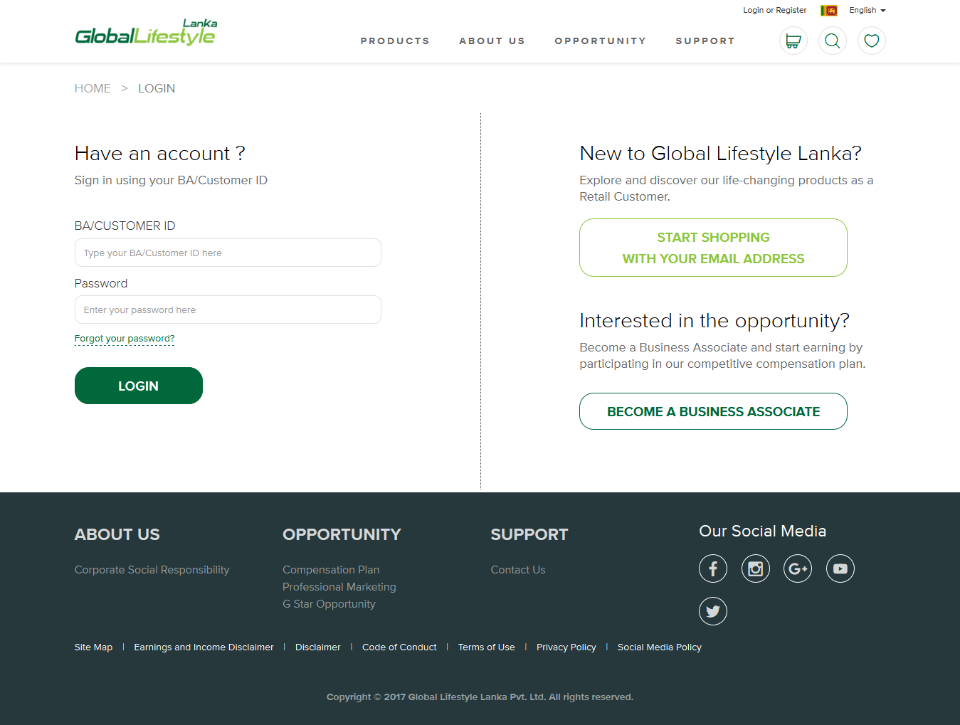 Login or Register
English
Lanka
GlobalLifestyle
PRODUCTS
ABOUT US
OPPORTUNITY
SUPPORT
HOME > LOGIN
Have an account ?
Sign in using your BA/Customer ID
BA/CUSTOMER ID
Type your BA/Customer ID here
Password
Enter your password here
Forgot your password?
LOGIN
New to Global Lifestyle Lanka?
Explore and discover our life-changing products as a
Retail Customer.
START SHOPPING
WITH YOUR EMAIL ADDRESS
Interested in the opportunity?
Become a Business Associate and start earning by
participating in our competitive compensation plan.
BECOME A BUSINESS ASSOCIATE
ABOUT US
Corporate Social Responsibility
OPPORTUNITY
Compensation Plan
Professional Marketing
G Star Opportunity
SUPPORT
Contact Us
Our Social Media
Site Map | Earnings and Income Disclaimer | Disclaimer | Code of Conduct | Terms of Use | Privacy Policy | Social Media Policy
Copyright © 2017 Global Lifestyle Lanka Pvt. Ltd. All rights reserved.